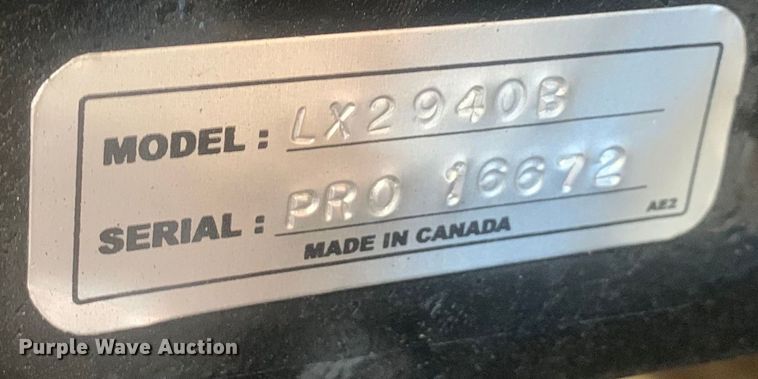 MODEL : LX2940B
SERIAL : PRO 16672
MADE IN CANADA
AE2
Purple Wave Auction